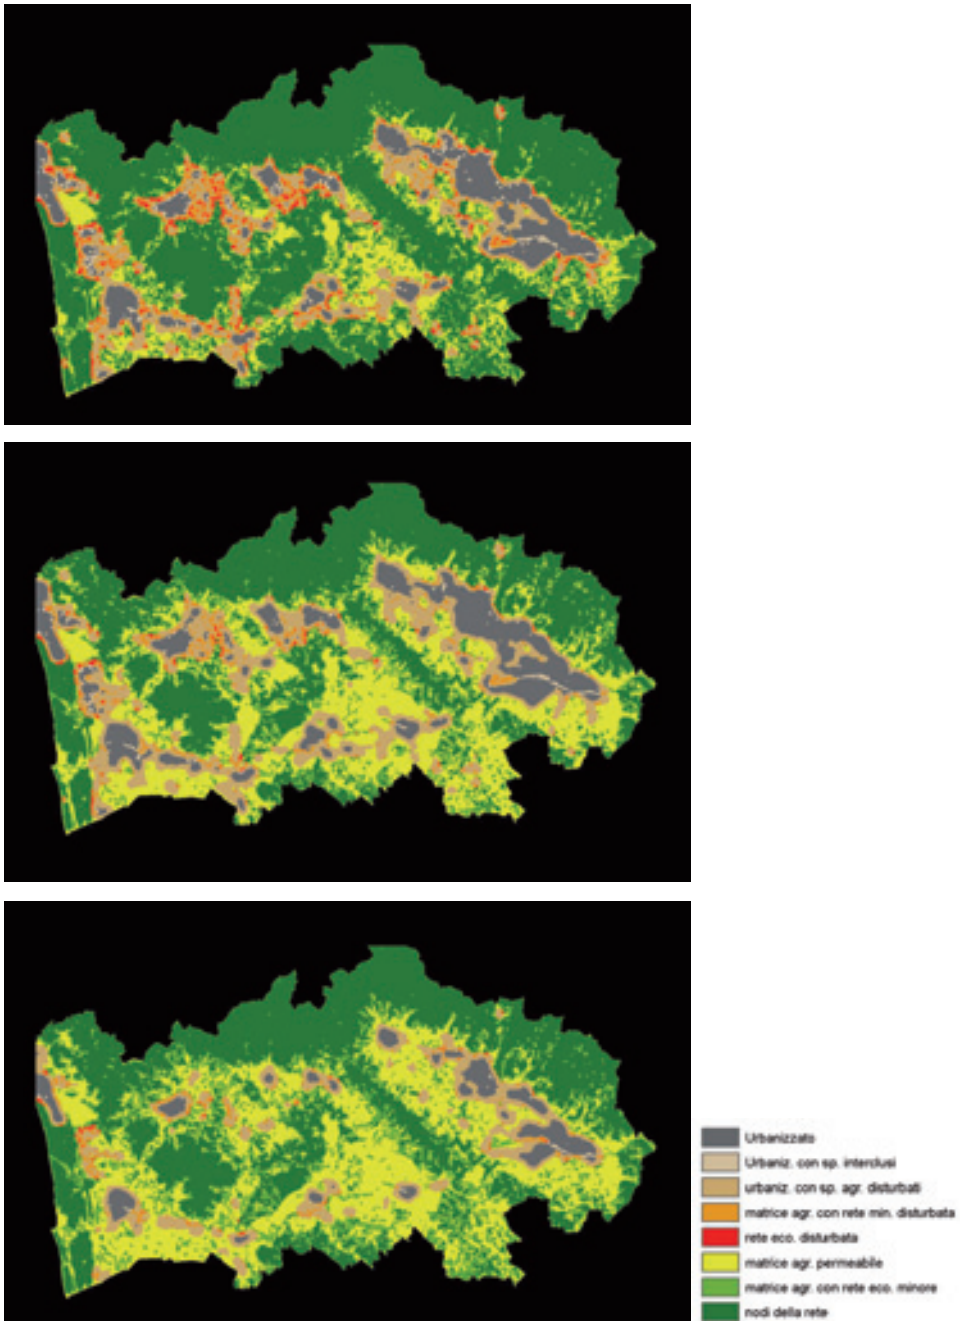 Urbanizzato
Urbaniz. con sp. interclusi
urbaniz. con sp. agr. disturbati
matrice agr. con rete min. disturbata
rete eco. disturbata
matrice agr. permeabile
matrice agr. con rete eco. minore
nodi della rete